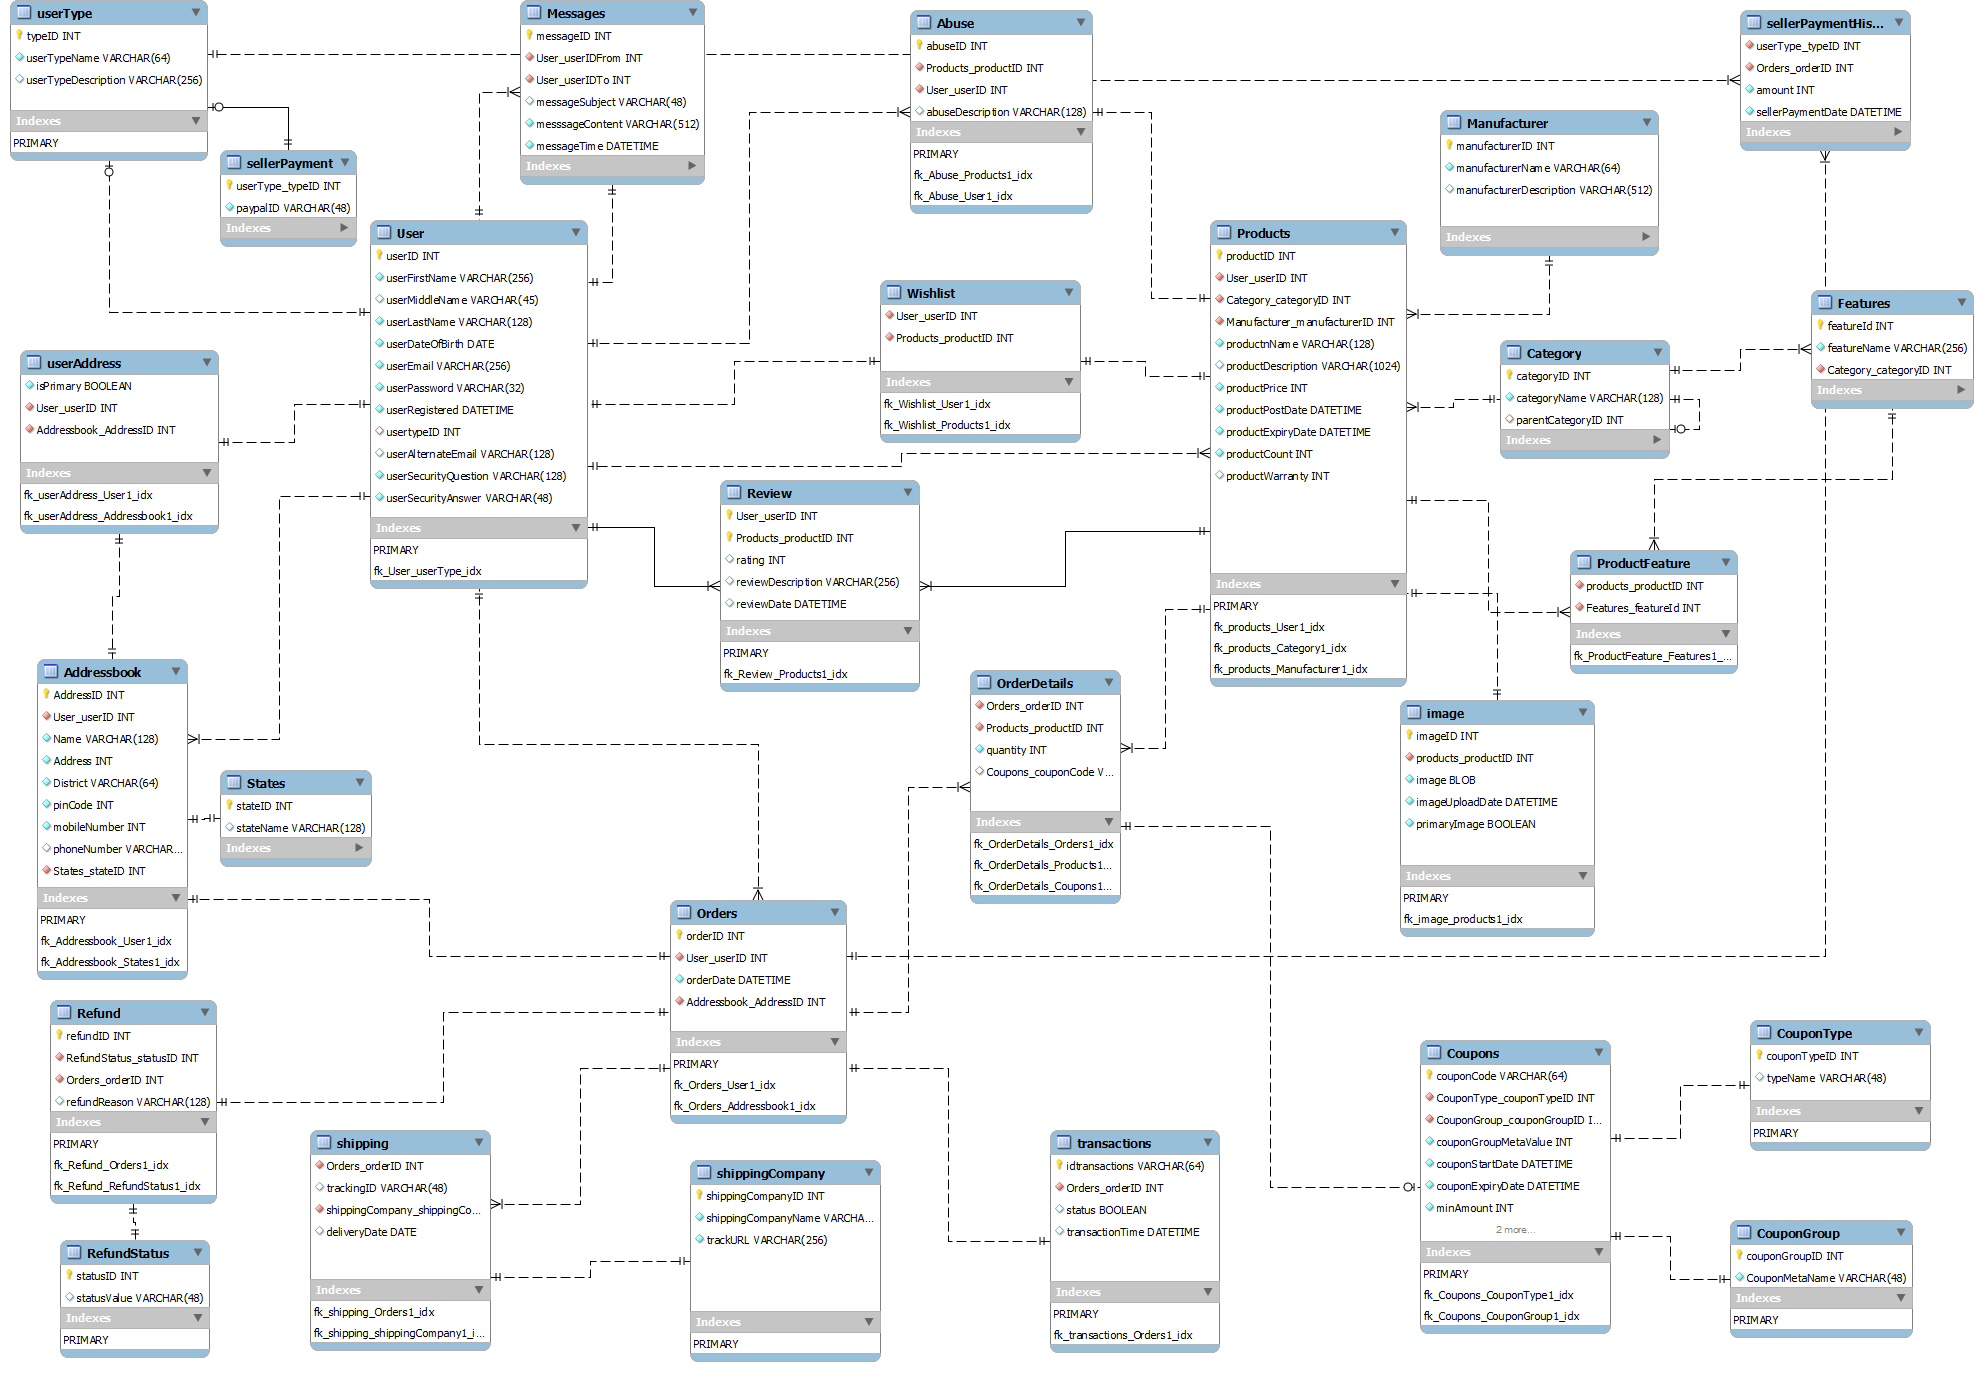 userType
typeID INT
userTypeName VARCHAR(64)
userTypeDescription VARCHAR(256)
Indexes
PRIMARY
Messages
messageID INT
User_userIDFrom INT
User_userIDTo INT
messageSubject VARCHAR(48)
messsageContent VARCHAR(512)
messageTime DATETIME
Indexes
Abuse
abuseID INT
Products_productID INT
User_userID INT
abuseDescription VARCHAR(128)
Indexes
PRIMARY
fk_Abuse_Products1_idx
fk_Abuse_User1_idx
sellerPaymentHis...
userType_typeID INT
Orders_orderID INT
amount INT
sellerPaymentDate DATETIME
Indexes
Manufacturer
manufacturerID INT
manufacturerName VARCHAR(64)
manufacturerDescription VARCHAR(512)
Indexes
sellerPayment
userType_typeID INT
paypalID VARCHAR(48)
Indexes
User
userID INT
userFirstName VARCHAR(256)
userMiddleName VARCHAR(45)
userLastName VARCHAR(128)
userDateOfBirth DATE
userEmail VARCHAR(256)
userPassword VARCHAR(32)
userRegistered DATETIME
usertypeID INT
userAlternateEmail VARCHAR(128)
userSecurityQuestion VARCHAR(128)
userSecurityAnswer VARCHAR(48)
Indexes
PRIMARY
fk_User_userType_idx
Products
productID INT
User_userID INT
Category_categoryID INT
Manufacturer_manufacturerID INT
productnName VARCHAR(128)
productDescription VARCHAR(1024)
productPrice INT
productPostDate DATETIME
productExpiryDate DATETIME
productCount INT
productWarranty INT
Indexes
PRIMARY
fk_products_User1_idx
fk_products_Category1_idx
fk_products_Manufacturer1_idx
Wishlist
User_userID INT
Products_productID INT
Indexes
fk_Wishlist_User1_idx
fk_Wishlist_Products1_idx
Features
featureId INT
featureName VARCHAR(256)
Category_categoryID INT
Indexes
Category
categoryID INT
categoryName VARCHAR(128)
parentCategoryID INT
Indexes
userAddress
isPrimary BOOLEAN
User_userID INT
Addressbook_AddressID INT
Indexes
fk_userAddress_User1_idx
fk_userAddress_Addressbook1_idx
Review
User_userID INT
Products_productID INT
rating INT
reviewDescription VARCHAR(256)
reviewDate DATETIME
Indexes
PRIMARY
fk_Review_Products1_idx
ProductFeature
products_productID INT
Features_featureId INT
Indexes
fk_ProductFeature_Features1_...
Addressbook
AddressID INT
User_userID INT
Name VARCHAR(128)
Address INT
District VARCHAR(64)
pinCode INT
mobileNumber INT
phoneNumber VARCHAR...
States_stateID INT
Indexes
PRIMARY
fk_Addressbook_User1_idx
fk_Addressbook_States1_idx
States
stateID INT
stateName VARCHAR(128)
Indexes
OrderDetails
Orders_orderID INT
Products_productID INT
quantity INT
Coupons_couponCode V...
Indexes
fk_OrderDetails_Orders1_idx
fk_OrderDetails_Products1...
fk_OrderDetails_Coupons1...
image
imageID INT
products_productID INT
image BLOB
imageUploadDate DATETIME
primaryImage BOOLEAN
Indexes
PRIMARY
fk_image_products1_idx
Orders
orderID INT
User_userID INT
orderDate DATETIME
Addressbook_AddressID INT
Indexes
PRIMARY
fk_Orders_User1_idx
fk_Orders_Addressbook1_idx
Refund
refundID INT
RefundStatus_statusID INT
Orders_orderID INT
refundReason VARCHAR(128)
Indexes
PRIMARY
fk_Refund_Orders1_idx
fk_Refund_RefundStatus1_idx
RefundStatus
statusID INT
statusValue VARCHAR(48)
Indexes
PRIMARY
shipping
Orders_orderID INT
trackingID VARCHAR(48)
shippingCompany_shippingCo...
deliveryDate DATE
Indexes
fk_shipping_Orders1_idx
fk_shipping_shippingCompany1_i...
shippingCompany
shippingCompanyID INT
shippingCompanyName VARCHA...
trackURL VARCHAR(256)
Indexes
PRIMARY
transactions
idtransactions VARCHAR(64)
Orders_orderID INT
status BOOLEAN
transactionTime DATETIME
Indexes
PRIMARY
fk_transactions_Orders1_idx
Coupons
couponCode VARCHAR(64)
CouponType_couponTypeID INT
CouponGroup_couponGroupID I...
couponGroupMetaValue INT
couponStartDate DATETIME
couponExpiryDate DATETIME
minAmount INT
2 more...
Indexes
PRIMARY
fk_Coupons_CouponType1_idx
fk_Coupons_CouponGroup1_idx
CouponType
couponTypeID INT
typeName VARCHAR(48)
Indexes
PRIMARY
CouponGroup
couponGroupID INT
CouponMetaName VARCHAR(48)
Indexes
PRIMARY